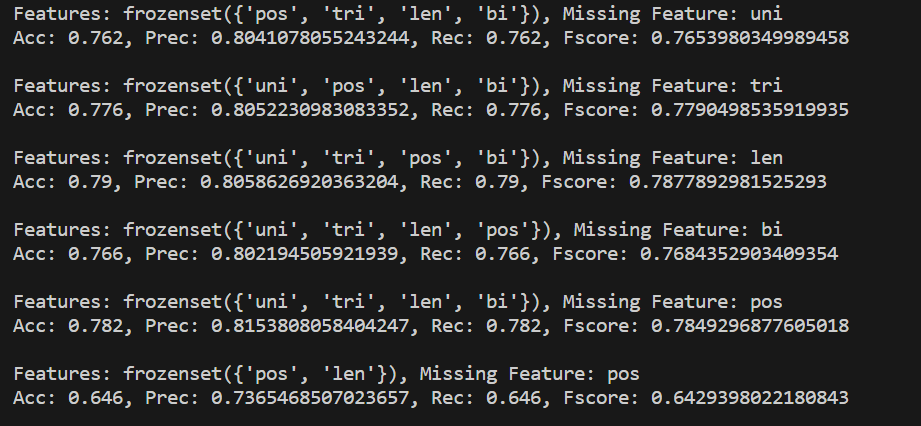 Features: frozenset({'pos', 'tri', 'len', 'bi'}), Missing Feature: uni
Acc: 0.762, Prec: 0.8041078055243244, Rec: 0.762, Fscore: 0.7653980349989458
Features: frozenset({'uni', 'pos', 'len', 'bi'}), Missing Feature: tri
Acc: 0.776, Prec: 0.8052230983083352, Rec: 0.776, Fscore: 0.7790498535919935
Features: frozenset({'uni', 'tri', 'pos', 'bi'}), Missing Feature: len
Acc: 0.79, Prec: 0.8058626920363204, Rec: 0.79, Fscore: 0.7877892981525293
Features: frozenset({'uni', 'tri', 'len', 'pos'}), Missing Feature: bi
Acc: 0.766, Prec: 0.802194505921939, Rec: 0.766, Fscore: 0.7684352903409354
Features: frozenset({'uni', 'tri', 'len', 'bi'}), Missing Feature: pos
Acc: 0.782, Prec: 0.8153808058404247, Rec: 0.782, Fscore: 0.7849296877605018
Features: frozenset({'pos', 'len'}), Missing Feature: pos
Acc: 0.646, Prec: 0.7365468507023657, Rec: 0.646, Fscore: 0.6429398022180843